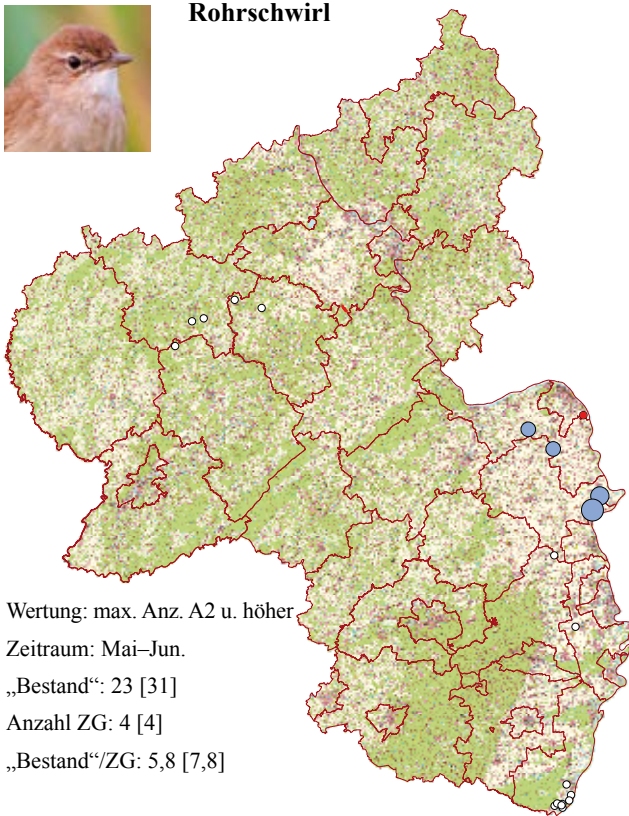 Rohrschwirl
Wertung: max. Anz. A2 u. höher
Zeitraum: Mai–Jun.
„Bestand“: 23 [31]
Anzahl ZG: 4 [4]
„Bestand“/ZG: 5,8 [7,8]